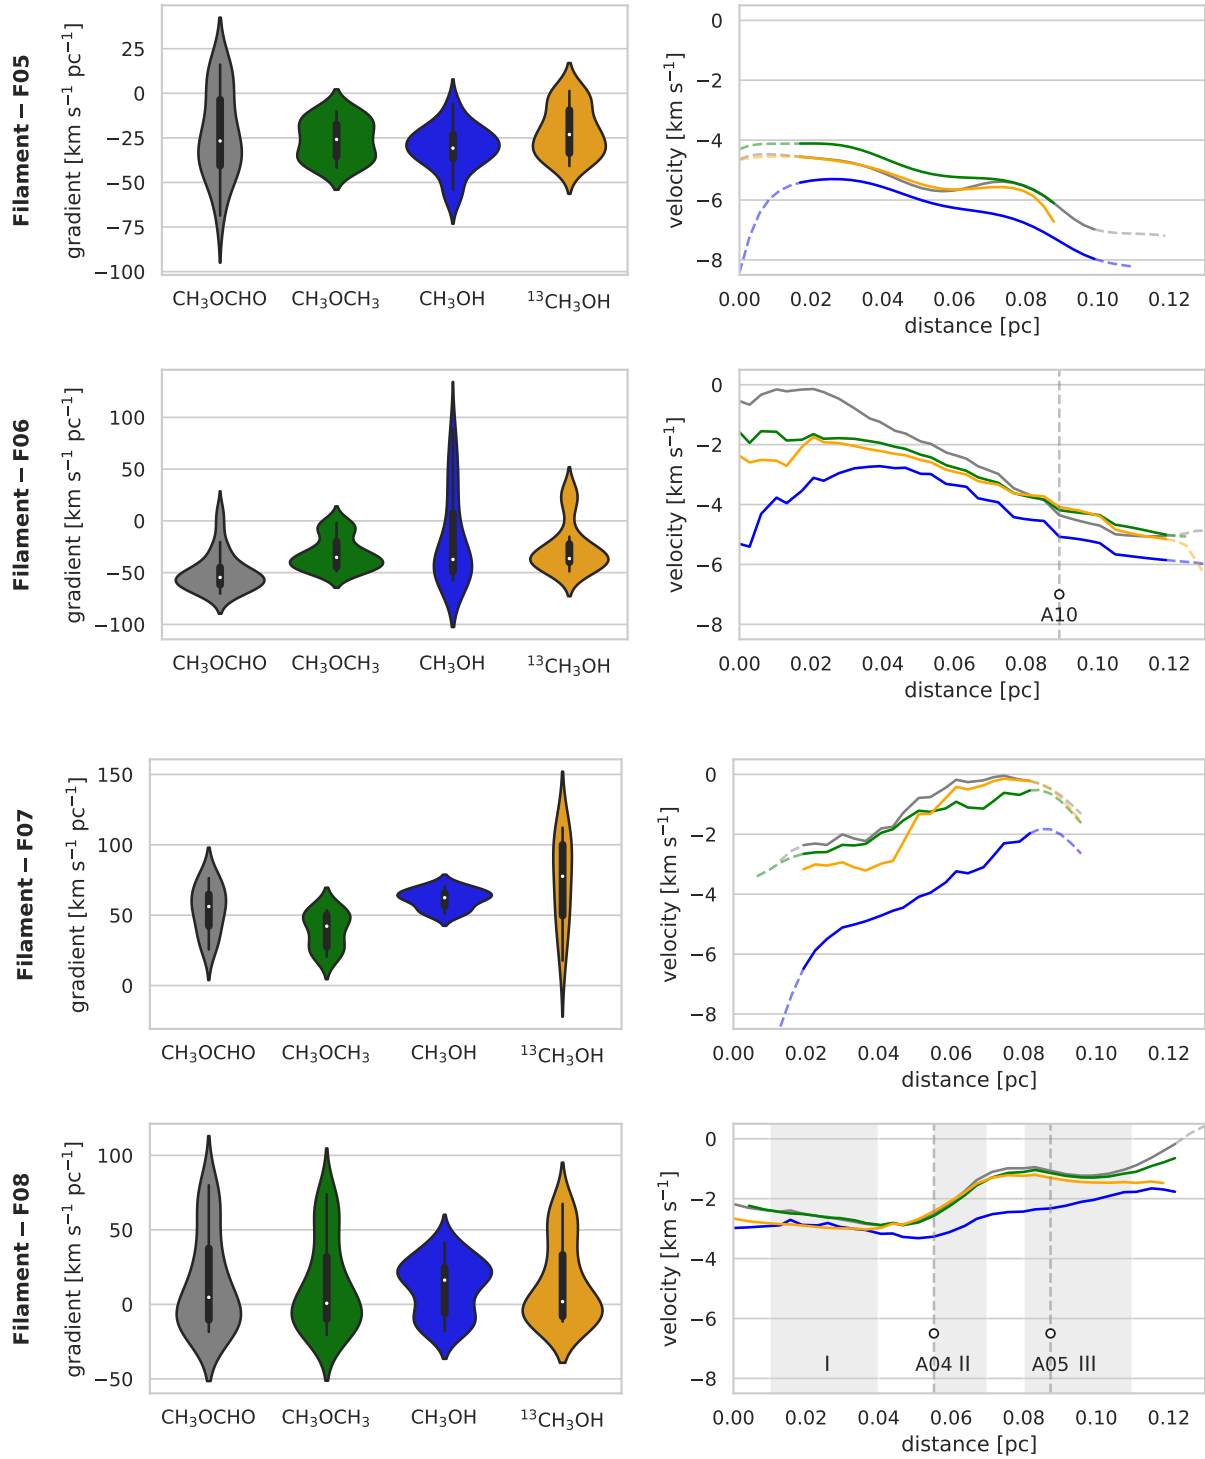 Filament – F05
gradient [km s⁻¹ pc⁻¹]
25
0
−25
−50
−75
−100
CH₃OCHO CH₃OCH₃ CH₃OH ¹³CH₃OH
velocity [km s⁻¹]
0
−2
−4
−6
−8
0.00 0.02 0.04 0.06 0.08 0.10 0.12
distance [pc]
Filament – F06
gradient [km s⁻¹ pc⁻¹]
100
50
0
−50
−100
CH₃OCHO CH₃OCH₃ CH₃OH ¹³CH₃OH
velocity [km s⁻¹]
0
−2
−4
−6
−8
A10
0.00 0.02 0.04 0.06 0.08 0.10 0.12
distance [pc]
Filament – F07
gradient [km s⁻¹ pc⁻¹]
150
100
50
0
CH₃OCHO CH₃OCH₃ CH₃OH ¹³CH₃OH
velocity [km s⁻¹]
0
−2
−4
−6
−8
0.00 0.02 0.04 0.06 0.08 0.10 0.12
distance [pc]
Filament – F08
gradient [km s⁻¹ pc⁻¹]
100
50
0
−50
CH₃OCHO CH₃OCH₃ CH₃OH ¹³CH₃OH
velocity [km s⁻¹]
0
−2
−4
−6
−8
I A04 II A05 III
0.00 0.02 0.04 0.06 0.08 0.10 0.12
distance [pc]